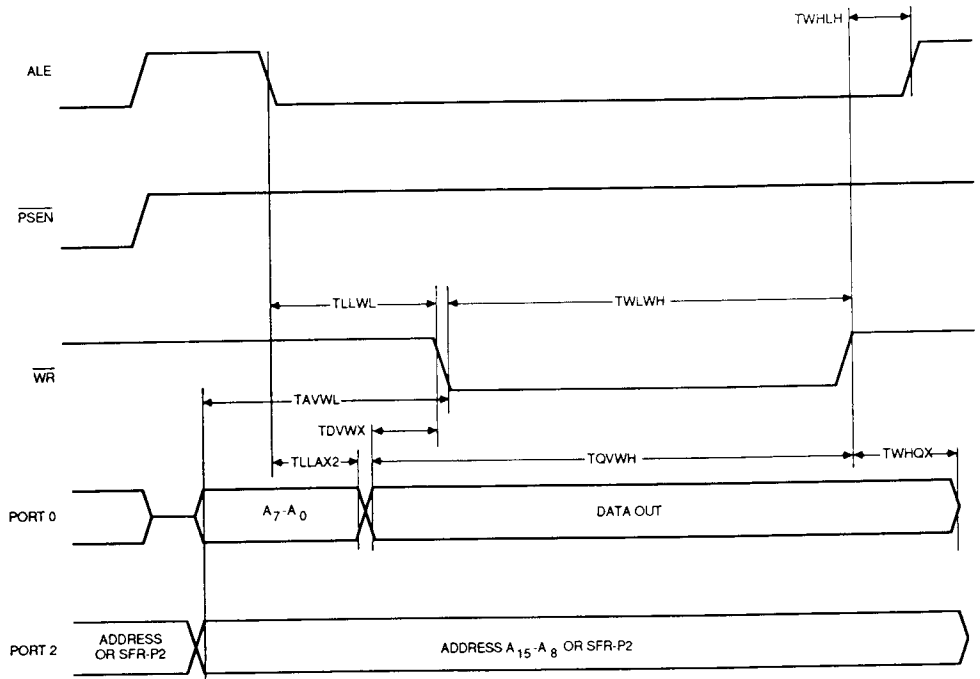 TWHLH
ALE
PSEN
TLLWL
TWLWH
WR
TAVWL
TDVWX
TLLAX2
TQVWH
TWHQX
PORT 0
A7-A0
DATA OUT
PORT 2
ADDRESS
OR SFR-P2
ADDRESS A15-A8 OR SFR-P2